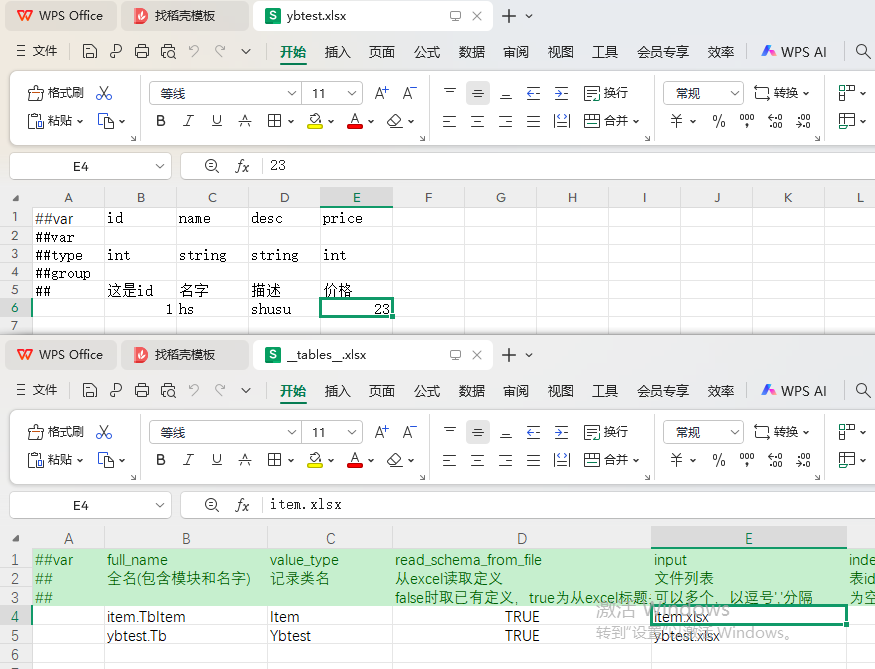 WPS Office 找稻壳模板 ybtest.xlsx
文件 开始 插入 页面 公式 数据 审阅 视图 工具 会员专享 效率 WPS AI
格式刷 等线 11 A+ A- 换行 常规 转换
粘贴 B I U A A 合并 ¥ % 000
E4 fx 23
A B C D E F G H I J K L
1 ##var id name desc price
2 ##var
3 ##type int string string int
4 ##group
5 ## 这是id 名字 描述 价格
6 1 hs shusu 23
7
WPS Office 找稻壳模板 __tables__.xlsx
文件 开始 插入 页面 公式 数据 审阅 视图 工具 会员专享 效率 WPS AI
格式刷 等线 11 A+ A- 换行 常规 转换
粘贴 B I U A A 合并 ¥ % 000
E4 fx item.xlsx
A B C D E
1 ##var full_name value_type read_schema_from_file input inde
2 ## 全名(包含模块和名字) 记录类名 从excel读取定义 文件列表 表id
3 ## false时取已有定义，true为从excel标题 可以多个，以逗号','分隔 为空
4 item.TbItem Item TRUE item.xlsx
5 ybtest.Tb Ybtest TRUE ybtest.xlsx
6
激活 Windows
转到"设置"以激活 Windows。